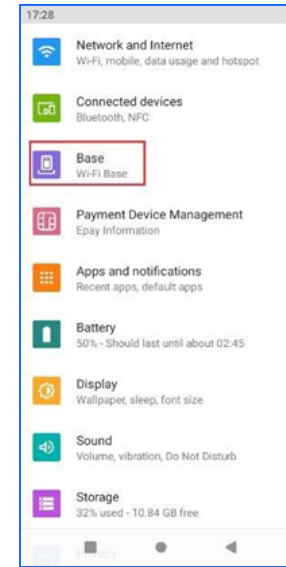 17:28
Network and Internet
Wi-Fi, mobile, data usage and hotspot
Connected devices
Bluetooth, NFC
Base
Wi-Fi Base
Payment Device Management
Epay Information
Apps and notifications
Recent apps, default apps
Battery
50% - Should last until about 02:45
Display
Wallpaper, sleep, font size
Sound
Volume, vibration, Do Not Disturb
Storage
32% used - 10.84 GB free
Privacy